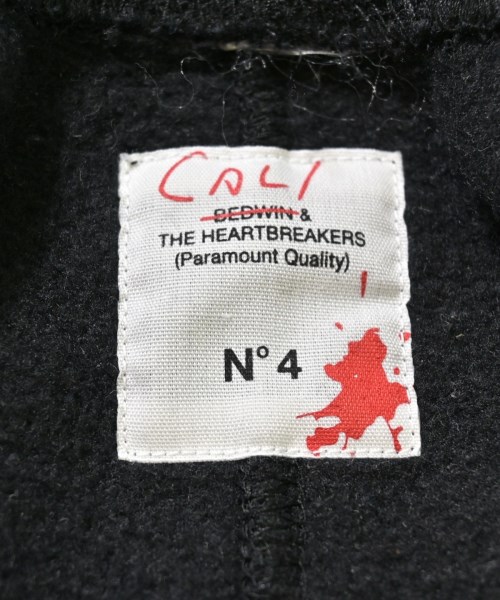 CALI
BEDWIN &
THE HEARTBREAKERS
(Paramount Quality)
N° 4